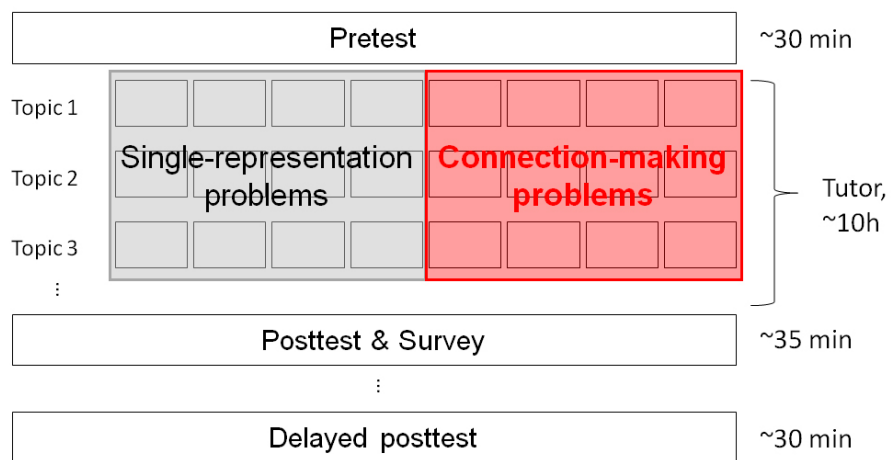 Pretest
~30 min
Topic 1
Single-representation
problems
Connection-making
problems
Topic 2
Tutor,
~10h
Topic 3
⋮
Posttest & Survey
~35 min
⋮
Delayed posttest
~30 min